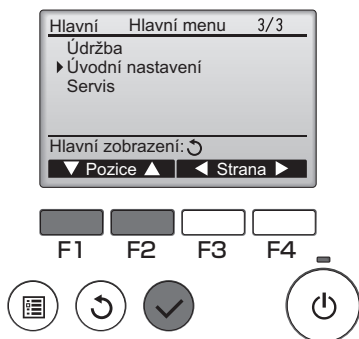 Hlavní Hlavní menu 3/3
Údržba
Úvodní nastavení
Servis
Hlavní zobrazení:
Pozice Strana
F1 F2 F3 F4